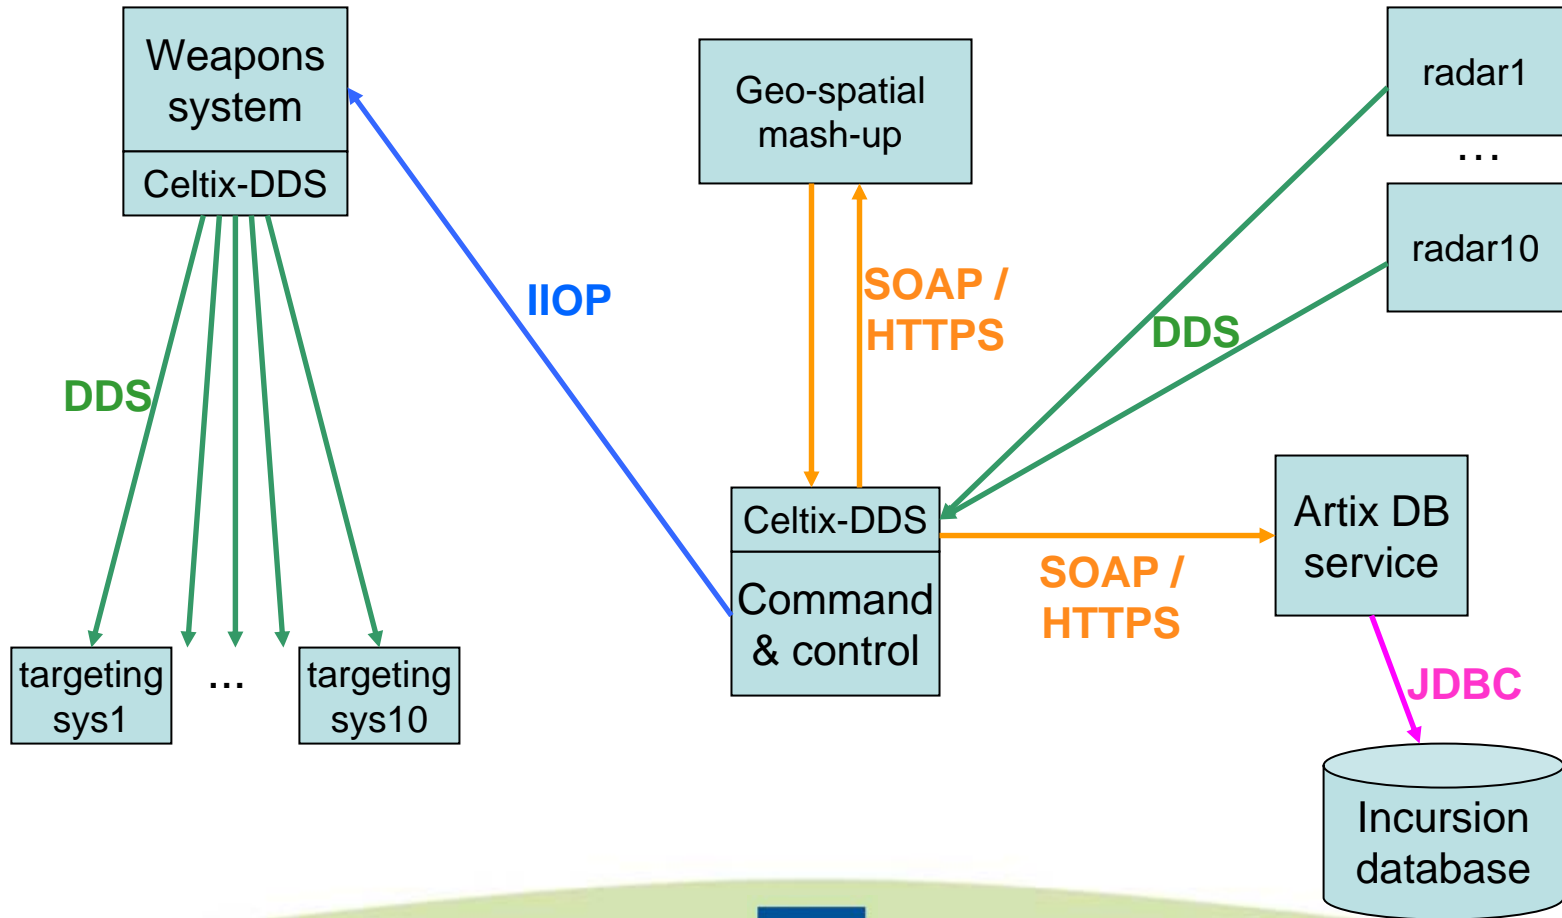 Weapons
system
Celtix-DDS
Geo-spatial
mash-up
radar1
...
radar10
IIOP
SOAP /
HTTPS
DDS
DDS
Celtix-DDS
Command
& control
SOAP /
HTTPS
Artix DB
service
targeting
sys1
...
targeting
sys10
JDBC
Incursion
database